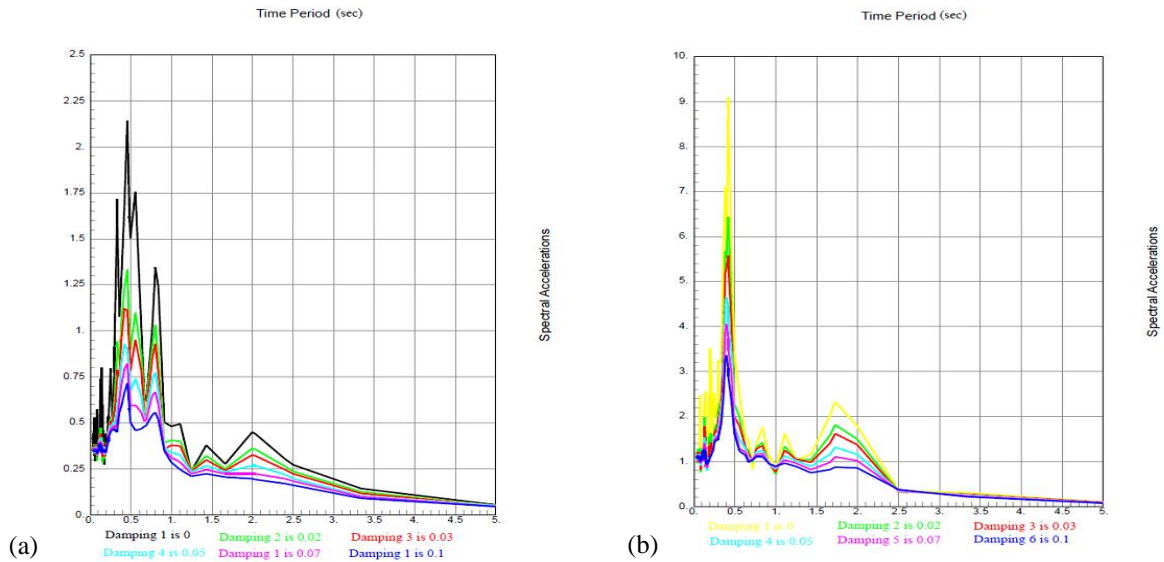 Time Period (sec)
2.5
2.25
2.
1.75
1.5
1.25
1.
0.75
0.5
0.25
0.
0. 0.5 1. 1.5 2. 2.5 3. 3.5 4. 4.5 5.
Spectral Accelerations
Damping 1 is 0 Damping 2 is 0.02 Damping 3 is 0.03
(a) Damping 4 is 0.05 Damping 1 is 0.07 Damping 1 is 0.1
Time Period (sec)
10.
9.
8.
7.
6.
5.
4.
3.
2.
1.
0.
0. 0.5 1. 1.5 2. 2.5 3. 3.5 4. 4.5 5.
Spectral Accelerations
Damping 1 is 0 Damping 2 is 0.02 Damping 3 is 0.03
(b) Damping 4 is 0.05 Damping 5 is 0.07 Damping 6 is 0.1